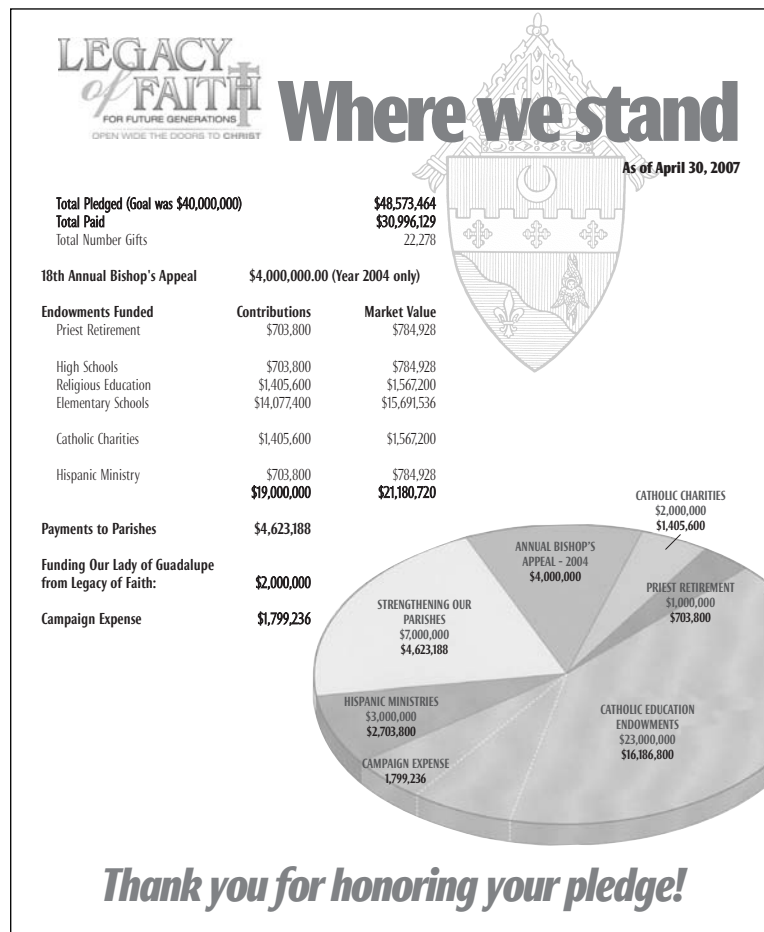 LEGACY
of FAITH
FOR FUTURE GENERATIONS
OPEN WIDE THE DOORS TO CHRIST
Where we stand
As of April 30, 2007
Total Pledged (Goal was $40,000,000) $48,573,464
Total Paid $30,996,129
Total Number Gifts 22,278
18th Annual Bishop's Appeal $4,000,000.00 (Year 2004 only)
Endowments Funded Contributions Market Value
Priest Retirement $703,800 $784,928
High Schools $703,800 $784,928
Religious Education $1,405,600 $1,567,200
Elementary Schools $14,077,400 $15,691,536
Catholic Charities $1,405,600 $1,567,200
Hispanic Ministry $703,800 $784,928
$19,000,000 $21,180,720
Payments to Parishes $4,623,188
Funding Our Lady of Guadalupe
from Legacy of Faith: $2,000,000
Campaign Expense $1,799,236
CATHOLIC CHARITIES
$2,000,000
$1,405,600
ANNUAL BISHOP'S
APPEAL - 2004
$4,000,000
PRIEST RETIREMENT
$1,000,000
$703,800
STRENGTHENING OUR
PARISHES
$7,000,000
$4,623,188
HISPANIC MINISTRIES
$3,000,000
$2,703,800
CATHOLIC EDUCATION
ENDOWMENTS
$23,000,000
$16,186,800
CAMPAIGN EXPENSE
1,799,236
Thank you for honoring your pledge!